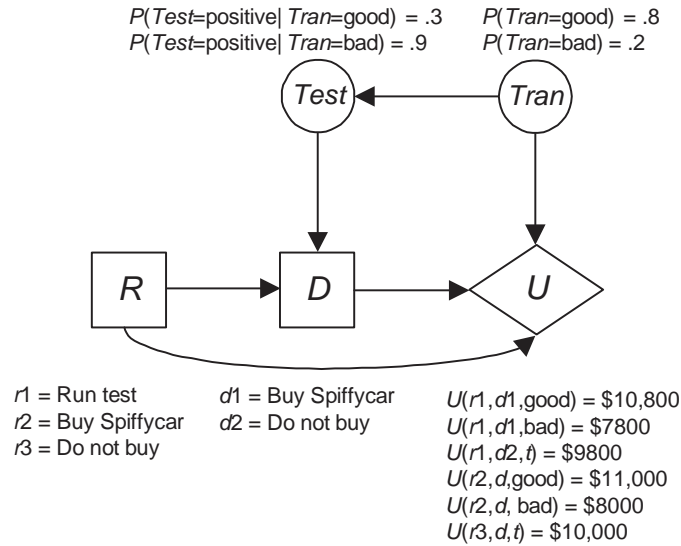 P(Test=positive| Tran=good) = .3
P(Test=positive| Tran=bad) = .9
P(Tran=good) = .8
P(Tran=bad) = .2
Test
Tran
R
D
U
r1 = Run test
r2 = Buy Spiffycar
r3 = Do not buy
d1 = Buy Spiffycar
d2 = Do not buy
U(r1,d1,good) = $10,800
U(r1,d1,bad) = $7800
U(r1,d2,t) = $9800
U(r2,d,good) = $11,000
U(r2,d, bad) = $8000
U(r3,d,t) = $10,000